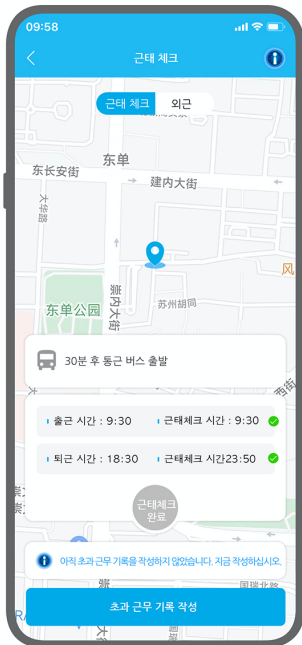 09:58
근태 체크
근태 체크 외근
东单
东长安街
建内大街
大华路
崇内大街
风
东单公园
苏州胡同
30분 후 통근 버스 출발
출근 시간 : 9:30 근태체크 시간 : 9:30
퇴근 시간 : 18:30 근태체크 시간23:50
근태체크
완료
아직 초과 근무 기록을 작성하지 않았습니다. 지금 작성하십시오.
国瑞北路
초과 근무 기록 작성